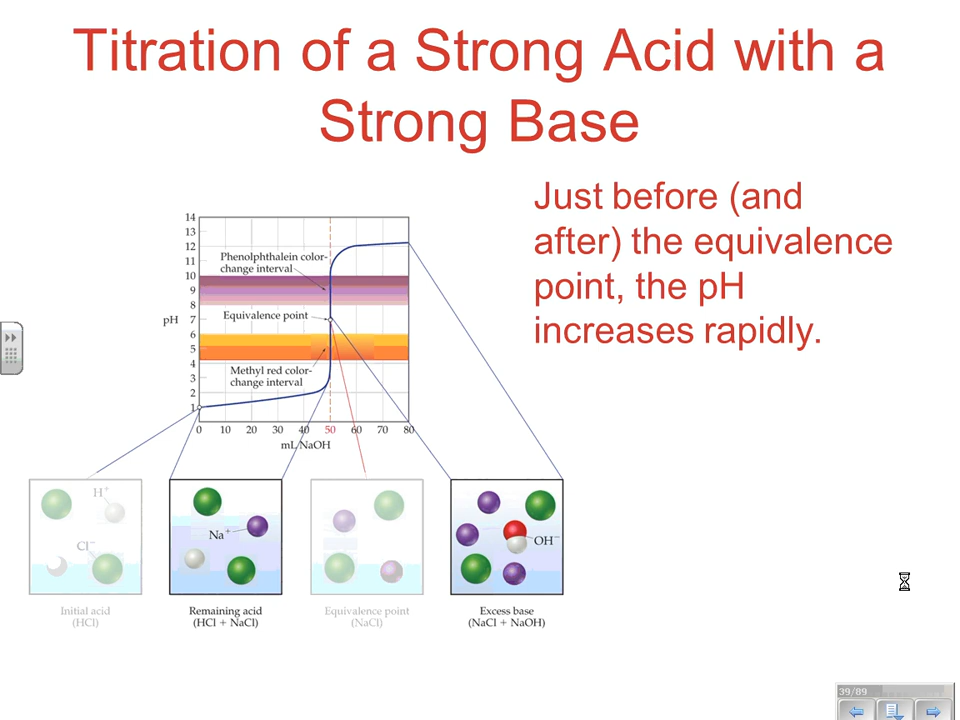 Titration of a Strong Acid with a
Strong Base
Just before (and
after) the equivalence
point, the pH
increases rapidly.
14
13
12
11
10
9
8
7
6
5
4
3
2
1
pH
Phenolphthalein color-
change interval
Equivalence point
Methyl red color-
change interval
0 10 20 30 40 50 60 70 80
mL NaOH
H⁺
Cl⁻
Na⁺
OH⁻
Initial acid
(HCl)
Remaining acid
(HCl + NaCl)
Equivalence point
(NaCl)
Excess base
(NaCl + NaOH)
39/89